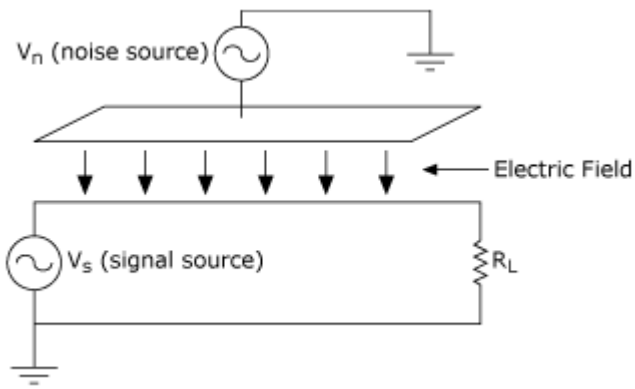 Vn (noise source)
Electric Field
Vs (signal source)
RL